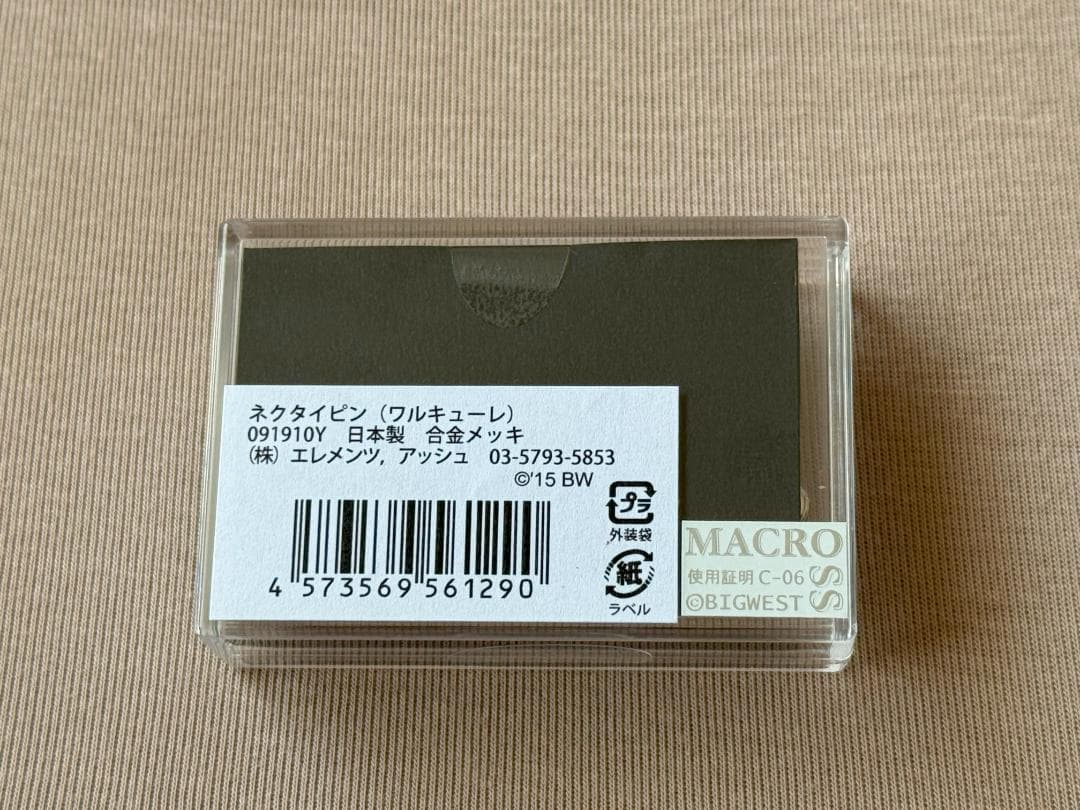 ネクタイピン（ワルキューレ）
091910Y　日本製　合金メッキ
㈱ エレメンツ, アッシュ　03-5793-5853
©'15 BW
プラ
外装袋
紙
ラベル
4 573569 561290
MACROSS
使用証明 C-06
©BIGWEST